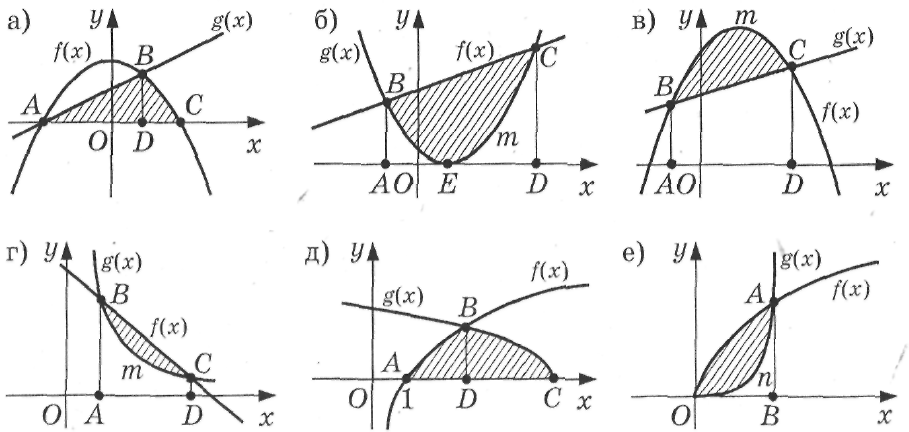 а) y g(x) f(x) B A C O D x
б) y g(x) f(x) B C m A O E D x
в) y m g(x) C B f(x) A O D x
г) y g(x) B f(x) m C O A D x
д) y f(x) g(x) B A O 1 D C x
е) y g(x) A f(x) n O B x